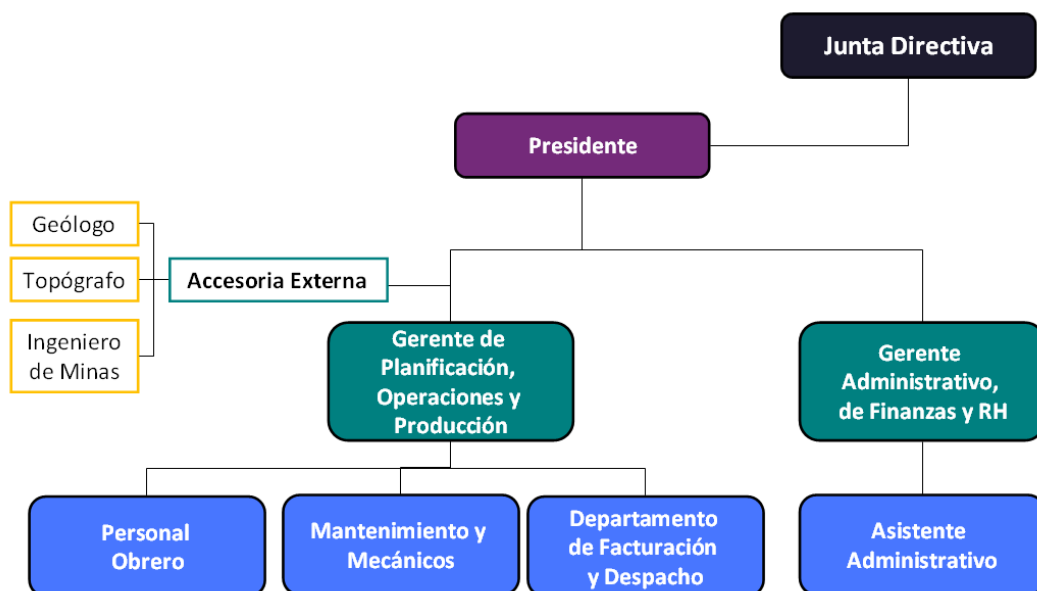 Junta Directiva
Presidente
Geólogo
Topógrafo
Ingeniero
de Minas
Accesoria Externa
Gerente de
Planificación,
Operaciones y
Producción
Gerente
Administrativo,
de Finanzas y RH
Personal
Obrero
Mantenimiento y
Mecánicos
Departamento
de Facturación
y Despacho
Asistente
Administrativo